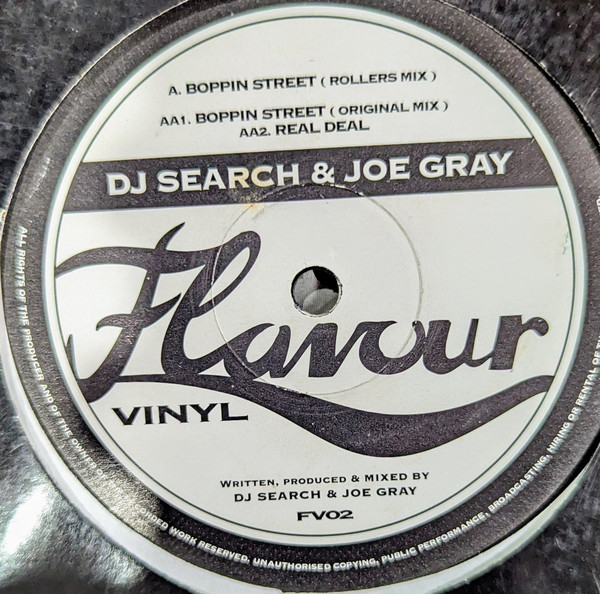 A. BOPPIN STREET ( ROLLERS MIX )
AA1. BOPPIN STREET ( ORIGINAL MIX )
AA2. REAL DEAL
DJ SEARCH & JOE GRAY
Flavour
VINYL
WRITTEN, PRODUCED & MIXED BY
DJ SEARCH & JOE GRAY
FV02
ALL RIGHTS OF THE PRODUCER AND OF THE OWNER WORK RESERVED. UNAUTHORISED COPYING, PUBLIC PERFORMANCE, BROADCASTING, HIRING OR RENTAL OF